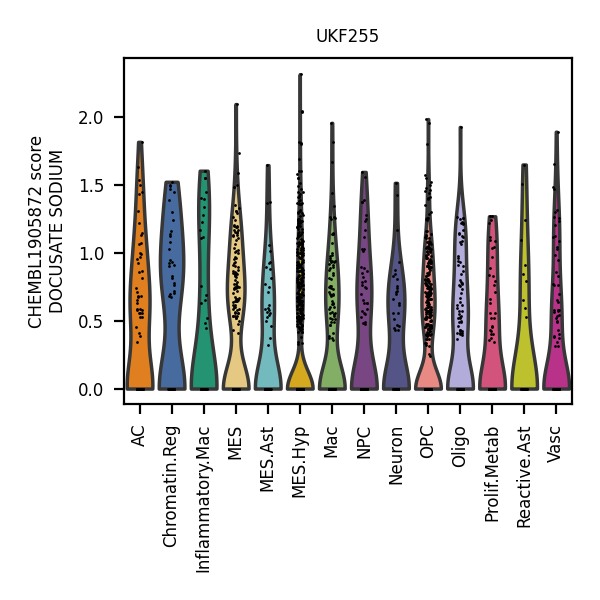 UKF255
CHEMBL1905872 score
DOCUSATE SODIUM
2.0
1.5
1.0
0.5
0.0
AC
Chromatin.Reg
Inflammatory.Mac
MES
MES.Ast
MES.Hyp
Mac
NPC
Neuron
OPC
Oligo
Prolif.Metab
Reactive.Ast
Vasc